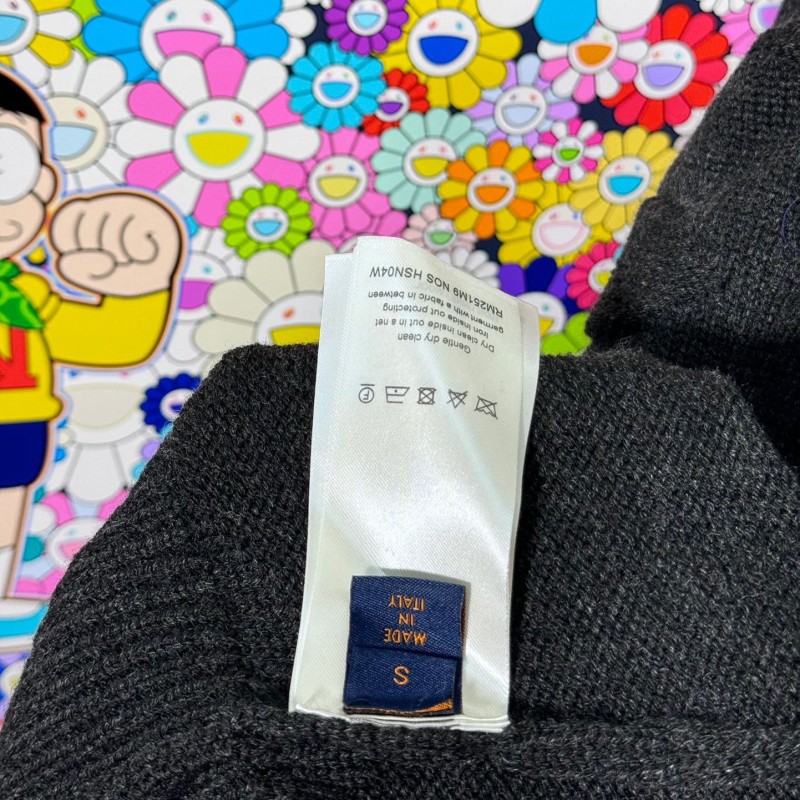 S
MADE
IN
ITALY
Gentle dry clean
Dry clean inside out in a net
Iron inside out protecting
garment with a fabric in between
RM251M9 NOS HSN04W
F